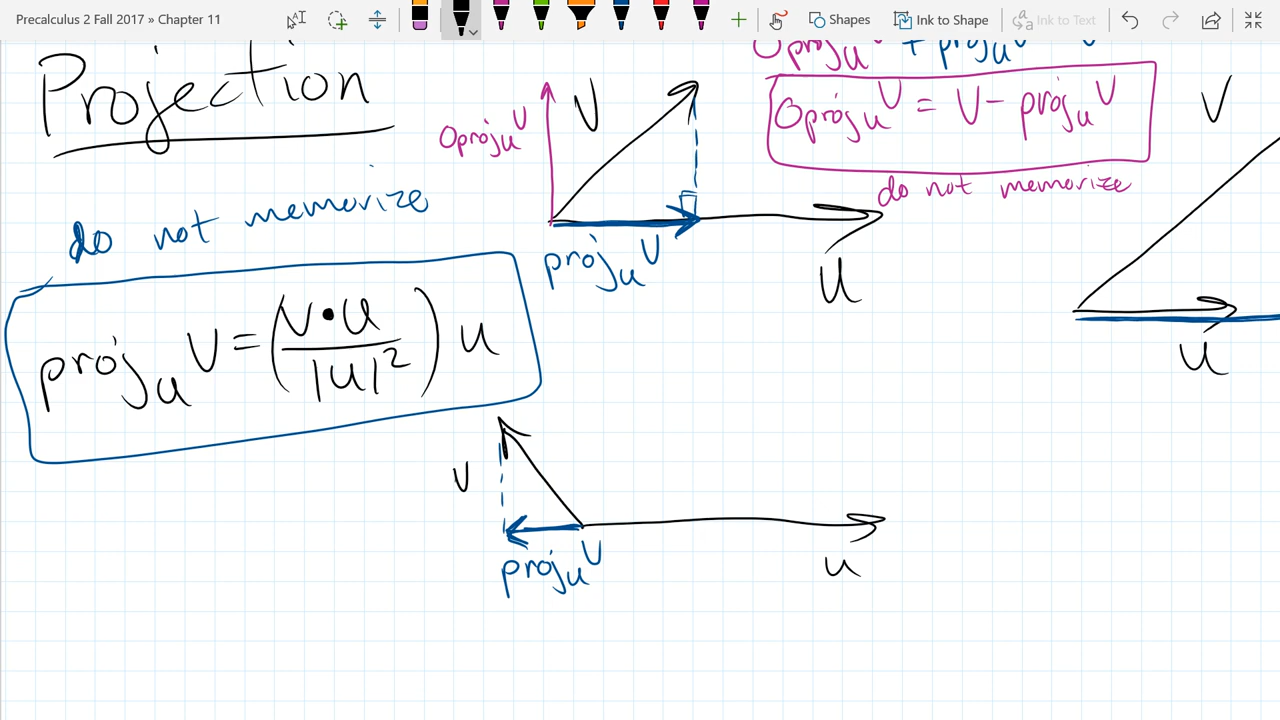 Precalculus 2 Fall 2017 » Chapter 11
Shapes
Ink to Shape
Ink to Text
Projection
do not memorize
proj_u V = (V • U / |U|²) u
Oproj_u V
V
proj_u V
U
Oproj_u V = V - proj_u V
do not memorize
V
U
V
proj_u V
u